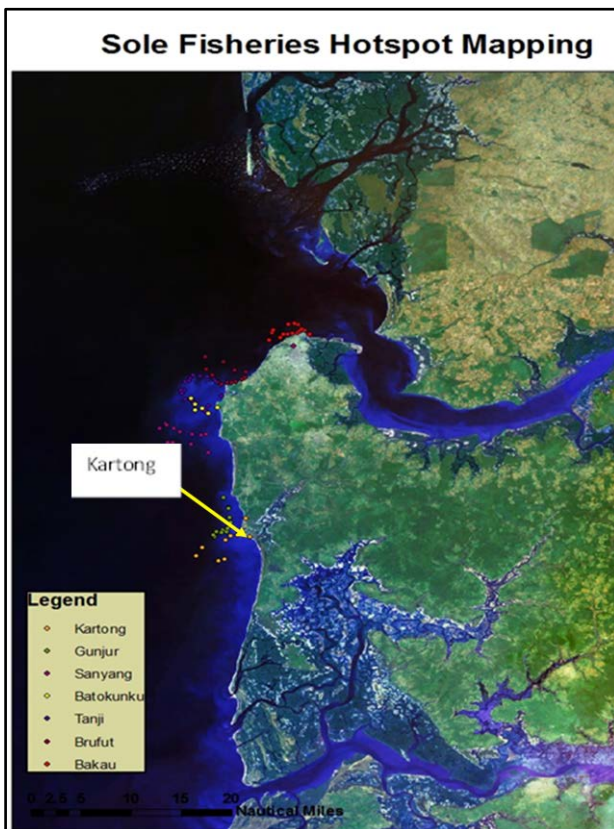 Sole Fisheries Hotspot Mapping
Kartong
Legend
Kartong
Gunjur
Sanyang
Batokunku
Tanji
Brufut
Bakau
0 2.5 5 10 15 20
Nautical Miles